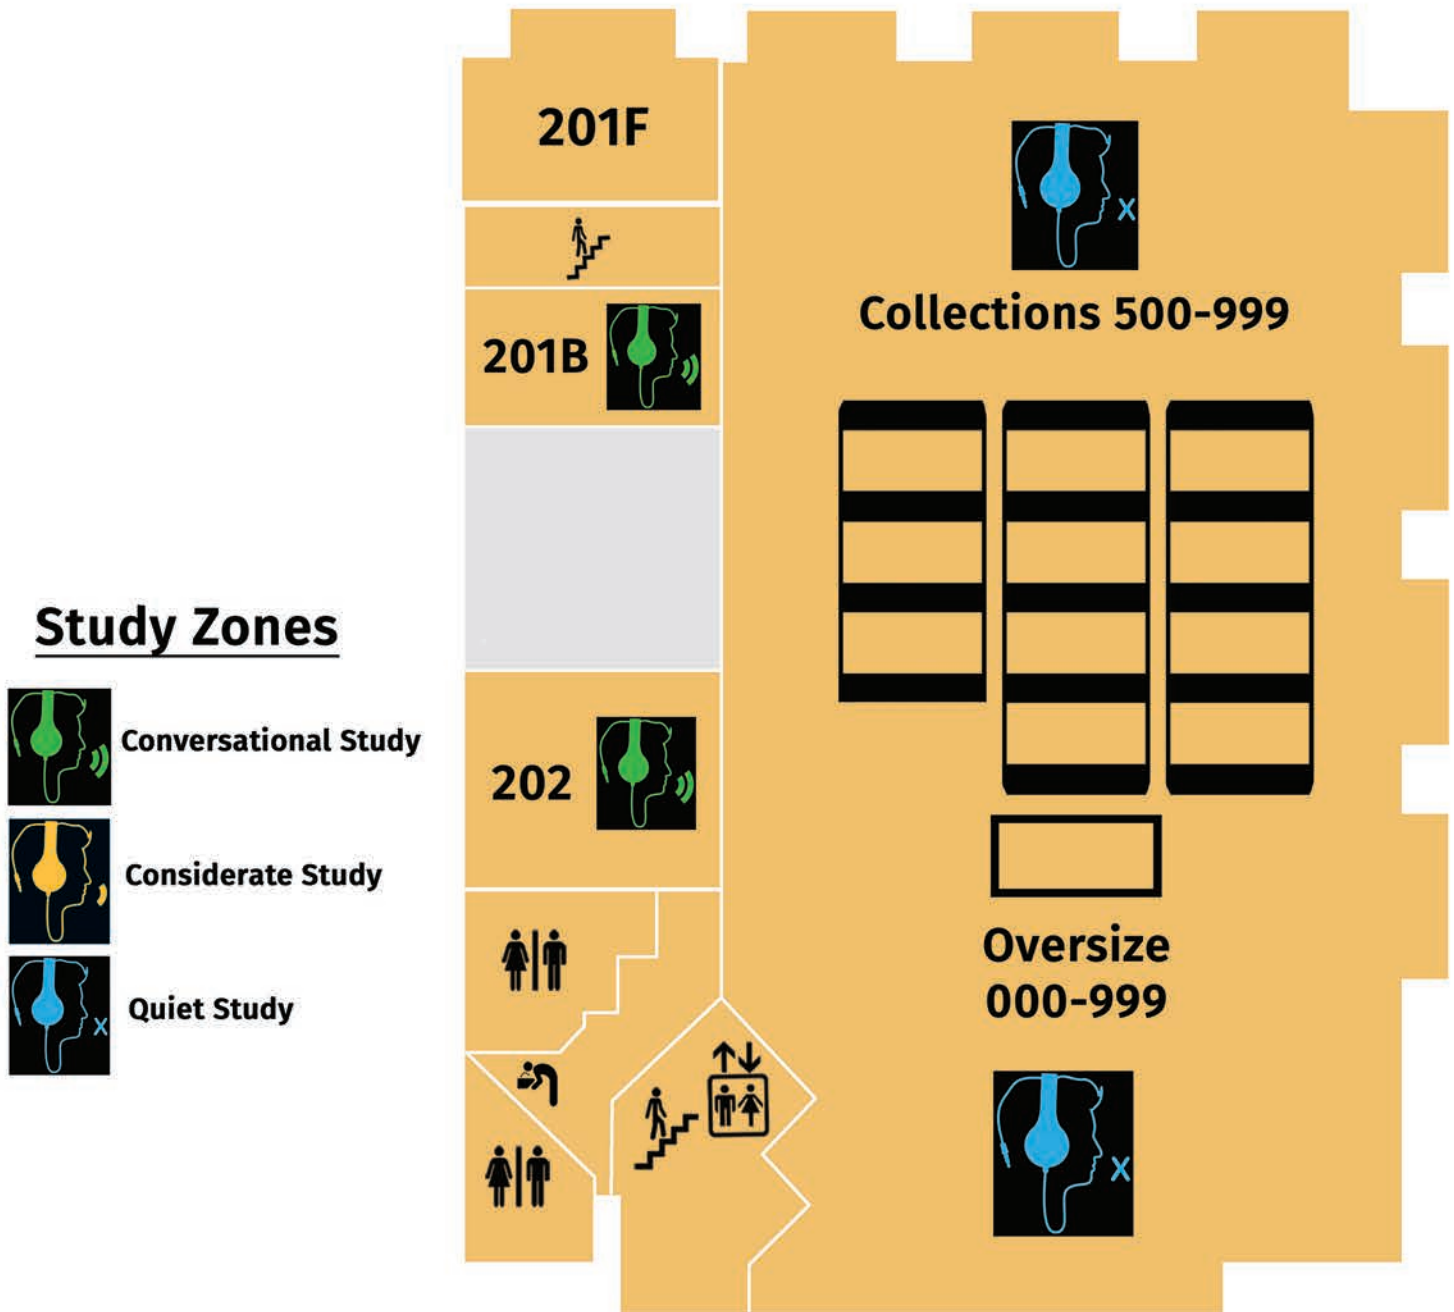 201F
Collections 500-999
201B
Study Zones
Conversational Study
202
Considerate Study
Oversize
000-999
Quiet Study